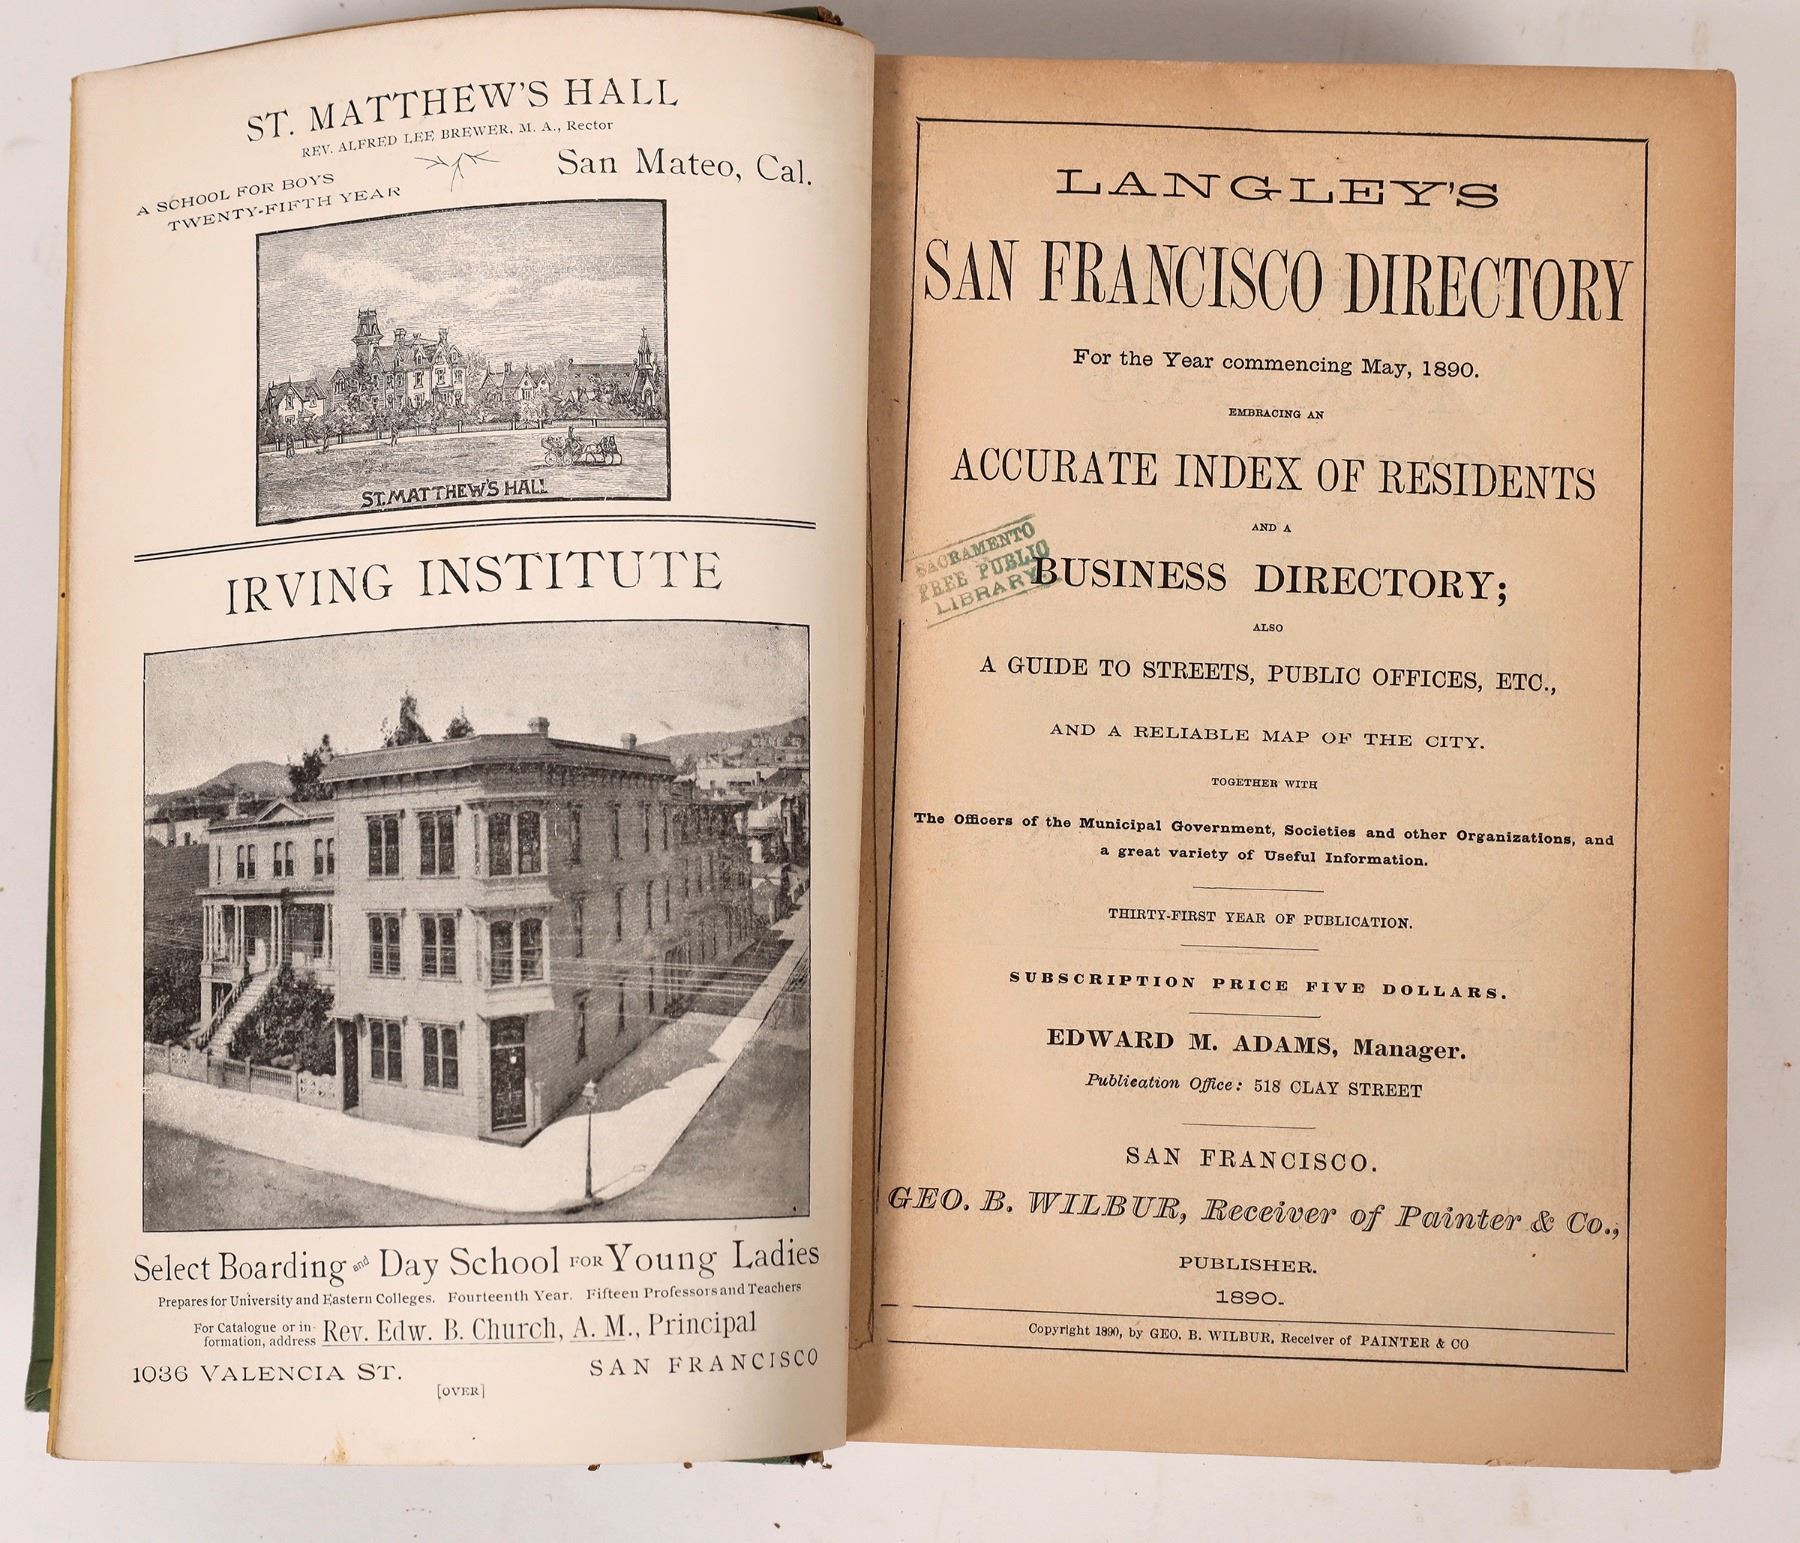 ST. MATTHEW'S HALL
REV. ALFRED LEE BREWER, M. A., Rector
San Mateo, Cal.
A SCHOOL FOR BOYS
TWENTY-FIFTH YEAR
ST. MATTHEW'S HALL
IRVING INSTITUTE
Select Boarding and Day School FOR Young Ladies
Prepares for University and Eastern Colleges. Fourteenth Year. Fifteen Professors and Teachers
For Catalogue or in-
formation, address Rev. Edw. B. Church, A. M., Principal
1036 VALENCIA ST. SAN FRANCISCO
[OVER]
LANGLEY'S
SAN FRANCISCO DIRECTORY
For the Year commencing May, 1890.
EMBRACING AN
ACCURATE INDEX OF RESIDENTS
AND A
SACRAMENTO
FREE PUBLIC
LIBRARY
BUSINESS DIRECTORY;
ALSO
A GUIDE TO STREETS, PUBLIC OFFICES, ETC.,
AND A RELIABLE MAP OF THE CITY.
TOGETHER WITH
The Officers of the Municipal Government, Societies and other Organizations, and
a great variety of Useful Information.
THIRTY-FIRST YEAR OF PUBLICATION.
SUBSCRIPTION PRICE FIVE DOLLARS.
EDWARD M. ADAMS, Manager.
Publication Office: 518 CLAY STREET
SAN FRANCISCO.
GEO. B. WILBUR, Receiver of Painter & Co.,
PUBLISHER.
1890.
Copyright 1890, by GEO. B. WILBUR, Receiver of PAINTER & CO